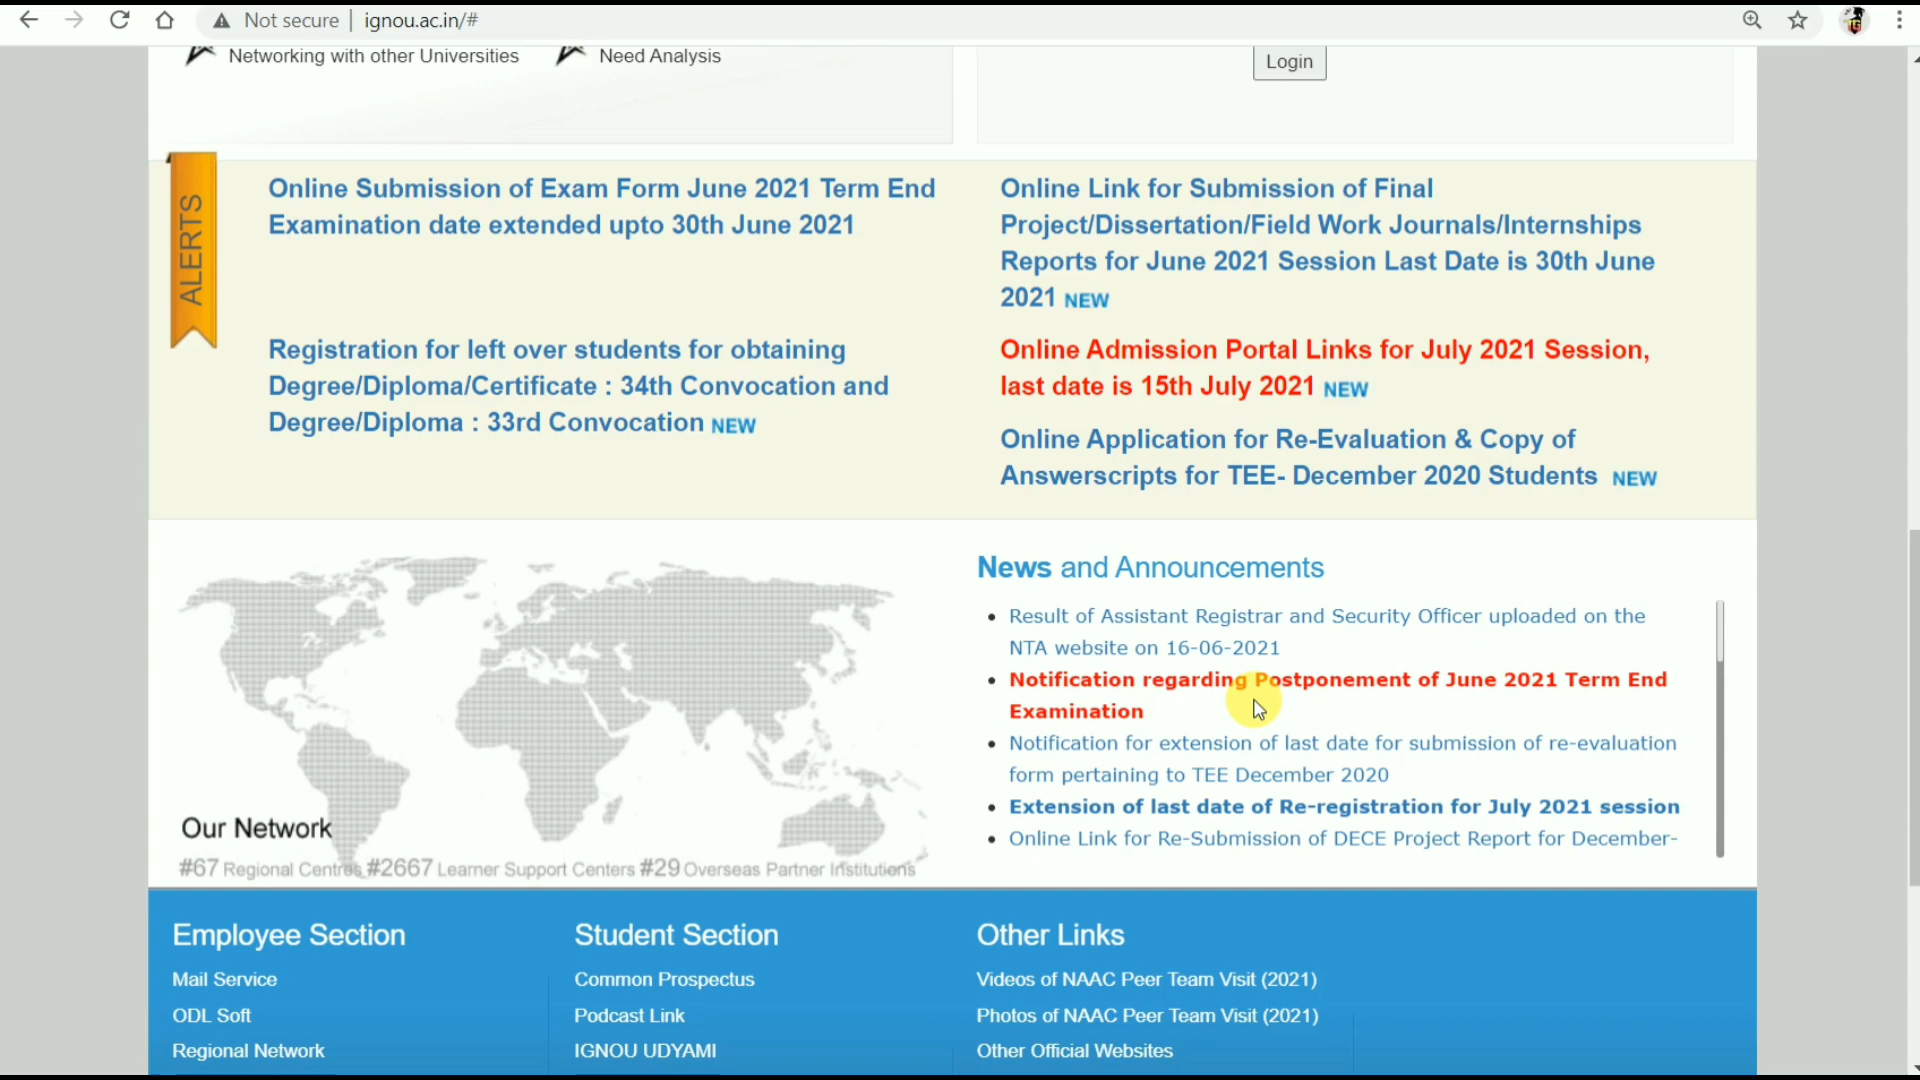 Not secure | ignou.ac.in/#
Networking with other Universities
Need Analysis
Login
ALERTS
Online Submission of Exam Form June 2021 Term End
Examination date extended upto 30th June 2021
Registration for left over students for obtaining
Degree/Diploma/Certificate : 34th Convocation and
Degree/Diploma : 33rd Convocation NEW
Online Link for Submission of Final
Project/Dissertation/Field Work Journals/Internships
Reports for June 2021 Session Last Date is 30th June
2021 NEW
Online Admission Portal Links for July 2021 Session,
last date is 15th July 2021 NEW
Online Application for Re-Evaluation & Copy of
Answerscripts for TEE- December 2020 Students NEW
Our Network
#67 Regional Centres #2667 Learner Support Centers #29 Overseas Partner Institutions
News and Announcements
Result of Assistant Registrar and Security Officer uploaded on the
NTA website on 16-06-2021
Notification regarding Postponement of June 2021 Term End
Examination
Notification for extension of last date for submission of re-evaluation
form pertaining to TEE December 2020
Extension of last date of Re-registration for July 2021 session
Online Link for Re-Submission of DECE Project Report for December-
Employee Section
Mail Service
ODL Soft
Regional Network
Student Section
Common Prospectus
Podcast Link
IGNOU UDYAMI
Other Links
Videos of NAAC Peer Team Visit (2021)
Photos of NAAC Peer Team Visit (2021)
Other Official Websites